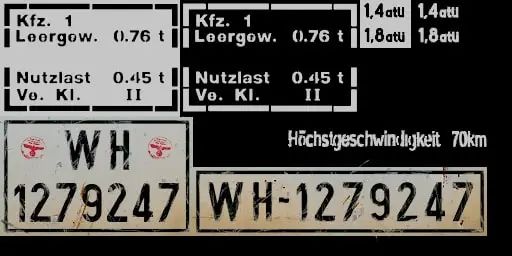 Kfz. 1
Leergew. 0.76 t
Nutzlast 0.45 t
Ve. Kl. II
Kfz. 1
Leergew. 0.76 t
Nutzlast 0.45 t
Ve. Kl. II
1,4atü 1,4atü
1,8atü 1,8atü
Höchstgeschwindigkeit 70km
WH
1279247
WH-1279247